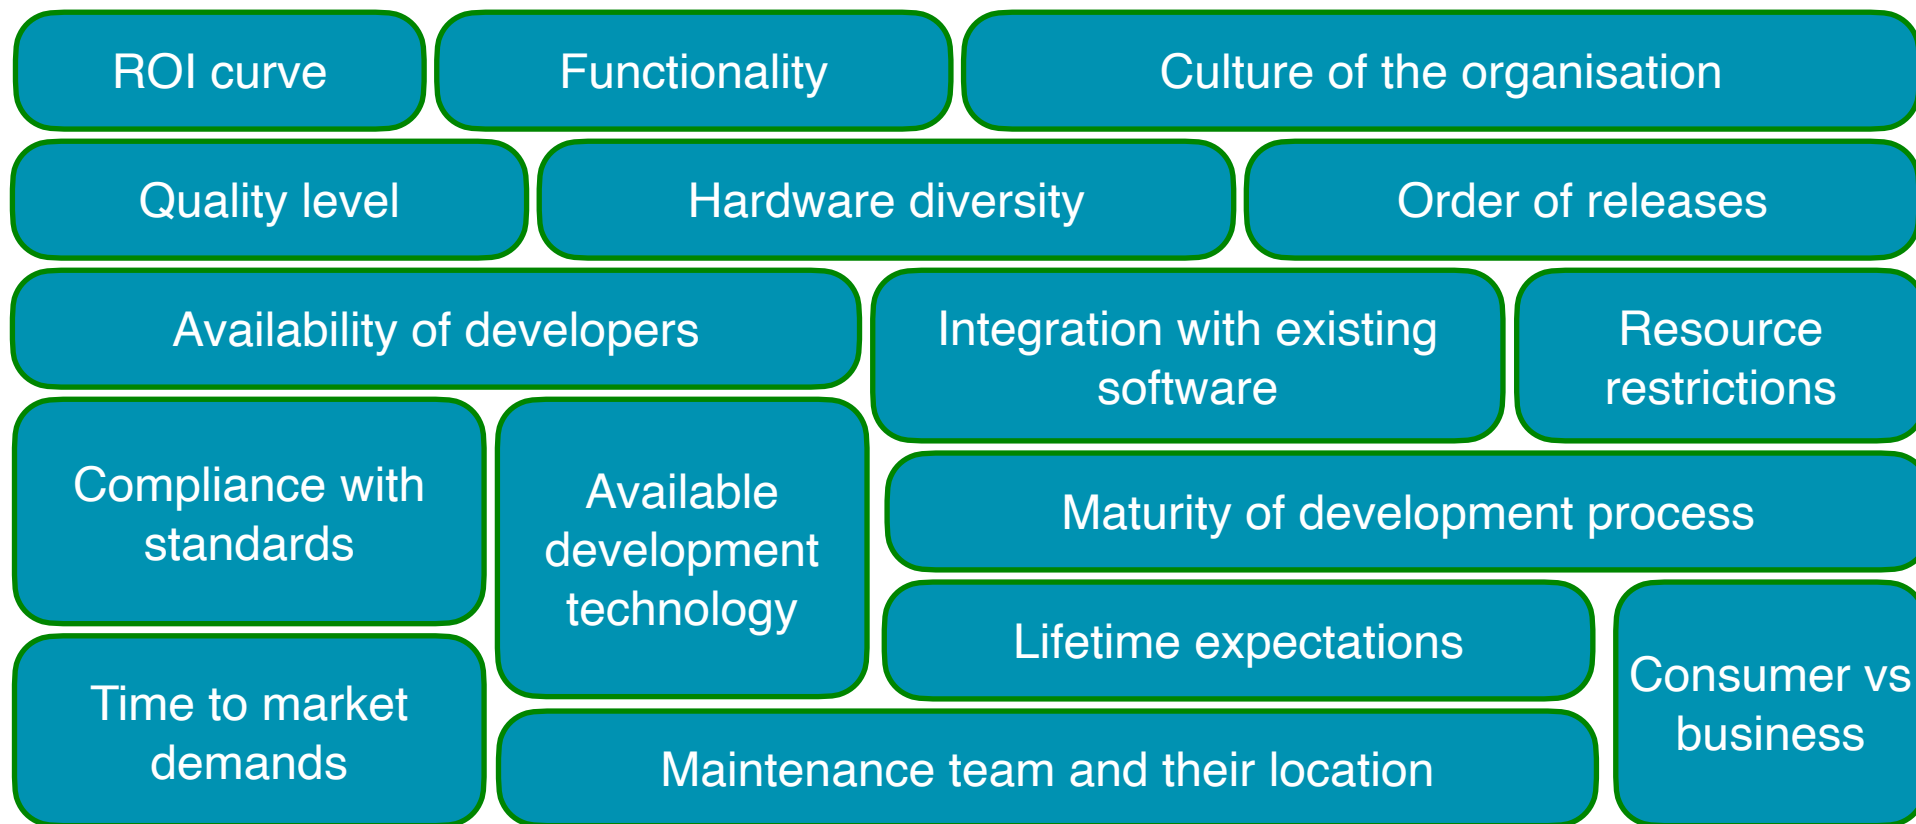 ROI curve
Functionality
Culture of the organisation
Quality level
Hardware diversity
Order of releases
Availability of developers
Integration with existing
software
Resource
restrictions
Compliance with
standards
Available
development
technology
Maturity of development process
Lifetime expectations
Consumer vs
business
Time to market
demands
Maintenance team and their location